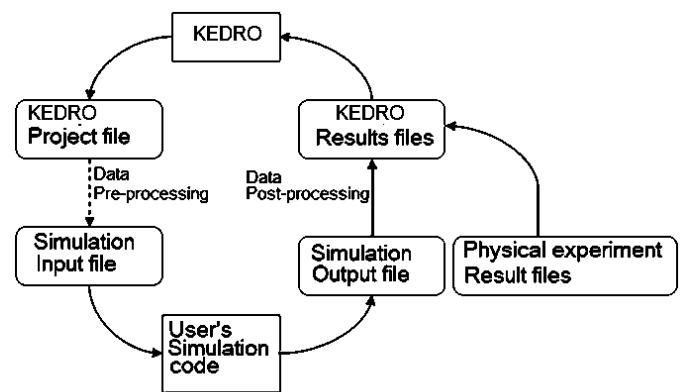 KEDRO
KEDRO
Project file
KEDRO
Results files
Data
Pre-processing
Data
Post-processing
Simulation
Input file
Simulation
Output file
Physical experiment
Result files
User's
Simulation
code